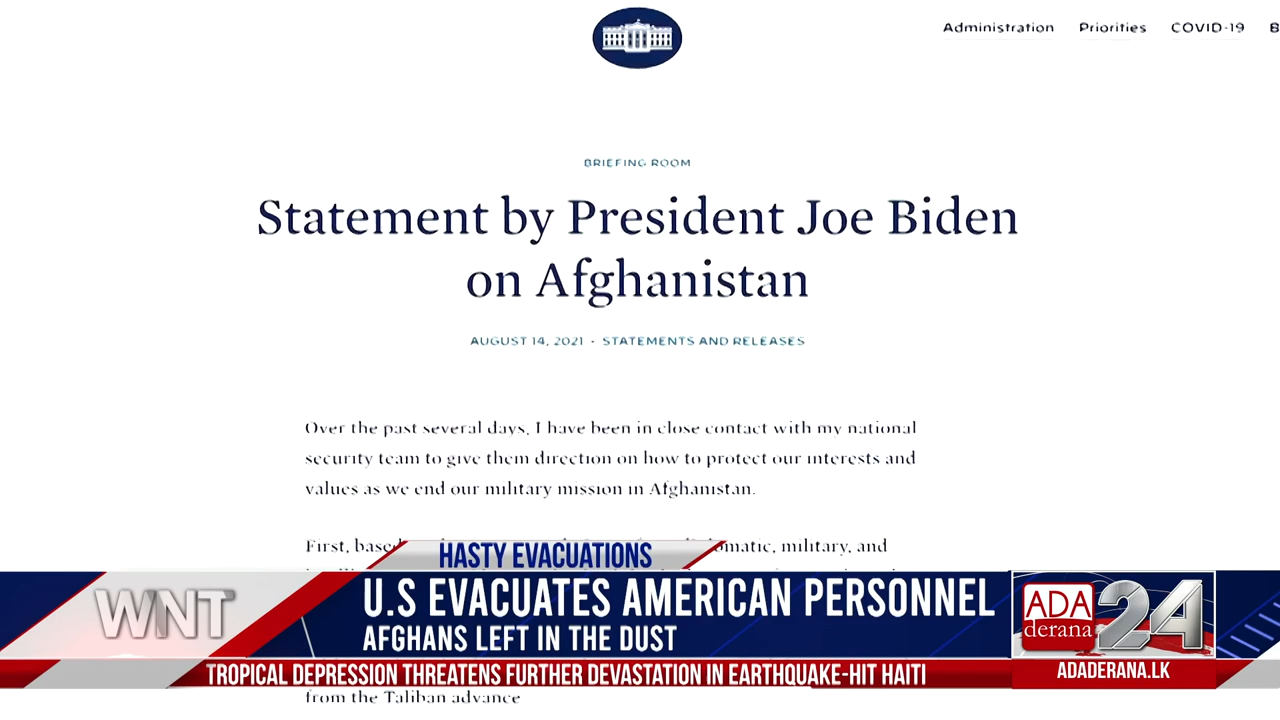 Administration Priorities COVID-19 B
BRIEFING ROOM
Statement by President Joe Biden
on Afghanistan
AUGUST 14, 2021 · STATEMENTS AND RELEASES
Over the past several days, I have been in close contact with my national
security team to give them direction on how to protect our interests and
values as we end our military mission in Afghanistan.
First, military, and
HASTY EVACUATIONS
WNT
U.S EVACUATES AMERICAN PERSONNEL
AFGHANS LEFT IN THE DUST
ADA
derana
24
TROPICAL DEPRESSION THREATENS FURTHER DEVASTATION IN EARTHQUAKE-HIT HAITI
ADADERANA.LK
from the Taliban advance